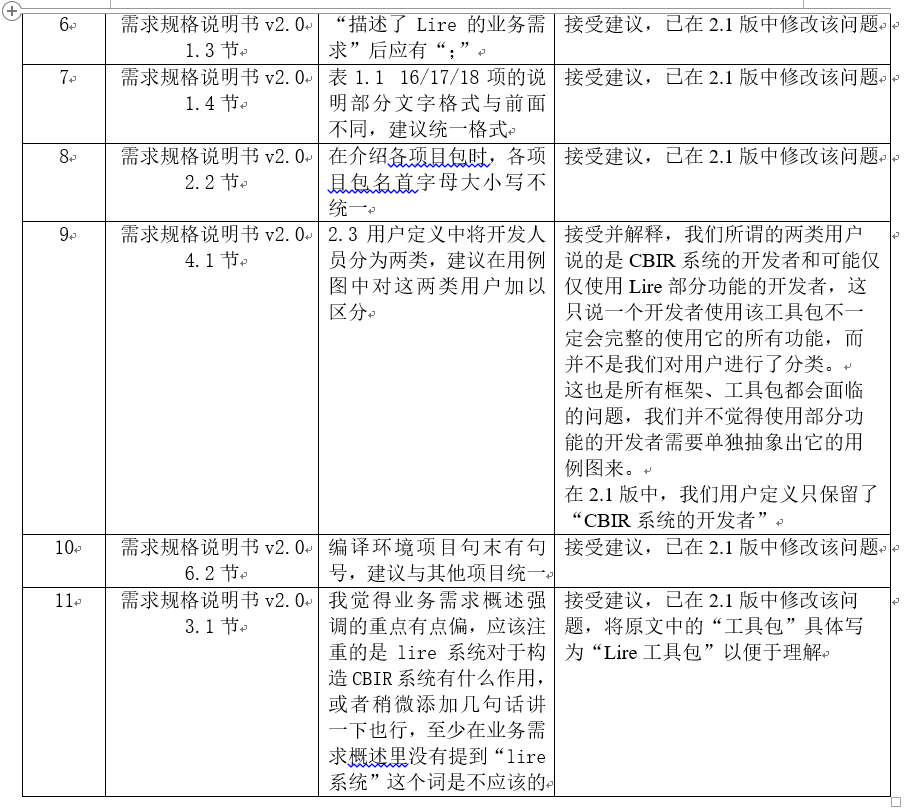 6 需求规格说明书 v2.0 “描述了 Lire 的业务需 接受建议，已在 2.1 版中修改该问题
1.3 节 求”后应有“；”
7 需求规格说明书 v2.0 表 1.1 16/17/18 项的说 接受建议，已在 2.1 版中修改该问题
1.4 节 明部分文字格式与前面
不同，建议统一格式
8 需求规格说明书 v2.0 在介绍各项目包时，各项 接受建议，已在 2.1 版中修改该问题
2.2 节 目包名首字母大小写不
统一
9 需求规格说明书 v2.0 2.3 用户定义中将开发人 接受并解释，我们所谓的两类用户
4.1 节 员分为两类，建议在用例 说的是 CBIR 系统的开发者和可能仅
图中对这两类用户加以 仅使用 Lire 部分功能的开发者，这
区分 只说一个开发者使用该工具包不一
定会完整的使用它的所有功能，而
并不是我们对用户进行了分类。
这也是所有框架、工具包都会面临
的问题，我们并不觉得使用部分功
能的开发者需要单独抽象出它的用
例图来。
在 2.1 版中，我们用户定义只保留了
“CBIR 系统的开发者”
10 需求规格说明书 v2.0 编译环境项目句末有句 接受建议，已在 2.1 版中修改该问题
6.2 节 号，建议与其他项目统一
11 需求规格说明书 v2.0 我觉得业务需求概述强 接受建议，已在 2.1 版中修改该问
3.1 节 调的重点有点偏，应该注 题，将原文中的“工具包”具体写
重的是 lire 系统对于构 为“Lire 工具包”以便于理解
造 CBIR 系统有什么作用，
或者稍微添加几句话讲
一下也行，至少在业务需
求概述里没有提到“lire
系统”这个词是不应该的